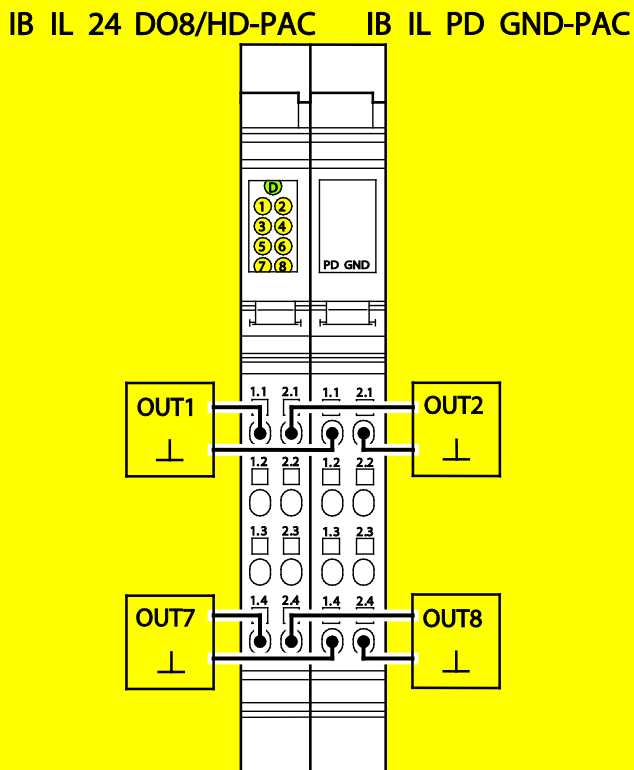 IB IL 24 DO8/HD-PAC IB IL PD GND-PAC
D
1 2
3 4
5 6
7 8
PD GND
1.1 2.1 1.1 2.1
OUT1 OUT2
1.2 2.2 1.2 2.2
1.3 2.3 1.3 2.3
1.4 2.4 1.4 2.4
OUT7 OUT8